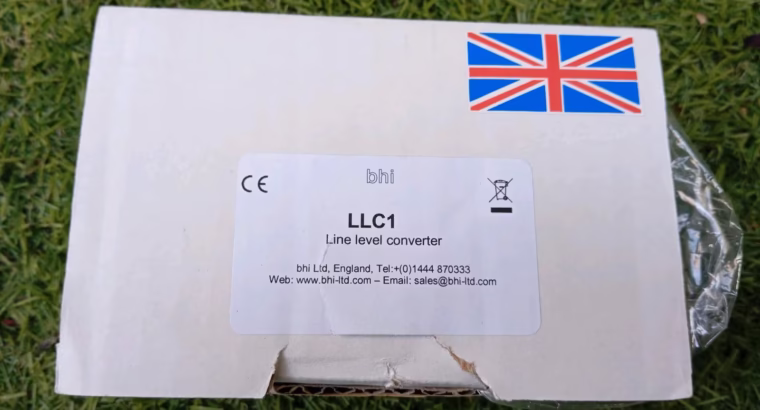 bhi
CE
LLC1
Line level converter
bhi Ltd, England, Tel:+(0)1444 870333
Web: www.bhi-ltd.com – Email: sales@bhi-ltd.com